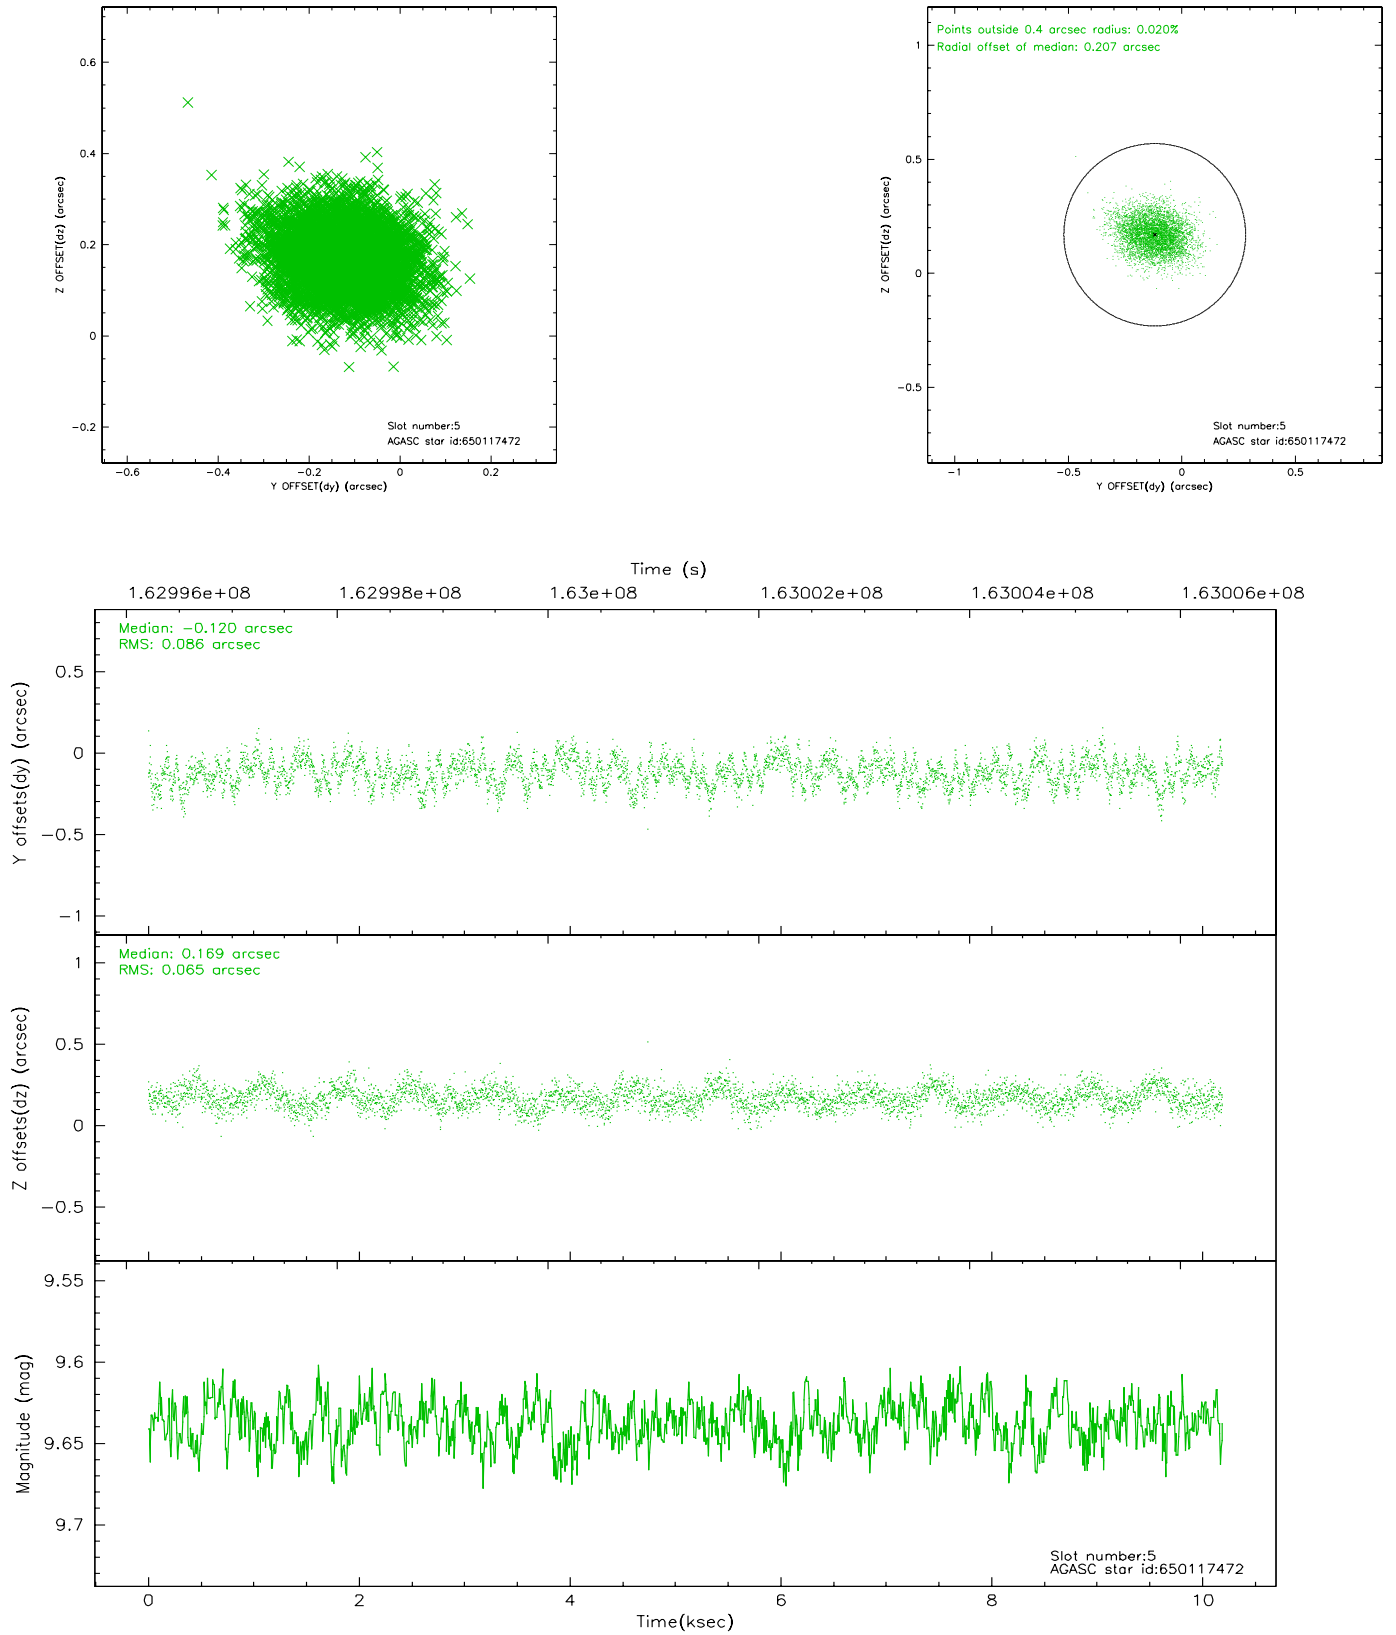 0.6
0.4
0.2
0
−0.2
Z OFFSET(dz) (arcsec)
Slot number:5
AGASC star id:650117472
−0.6
−0.4
−0.2
0
0.2
Y OFFSET(dy) (arcsec)
Points outside 0.4 arcsec radius: 0.020%
Radial offset of median: 0.207 arcsec
1
0.5
0
−0.5
Z OFFSET(dz) (arcsec)
Slot number:5
AGASC star id:650117472
−1
−0.5
0
0.5
Y OFFSET(dy) (arcsec)
Time (s)
1.62996e+08
1.62998e+08
1.63e+08
1.63002e+08
1.63004e+08
1.63006e+08
Median: −0.120 arcsec
RMS: 0.086 arcsec
0.5
0
−0.5
−1
Y offsets(dy) (arcsec)
Median: 0.169 arcsec
RMS: 0.065 arcsec
1
0.5
0
−0.5
Z offsets(dz) (arcsec)
9.55
9.6
9.65
9.7
Magnitude (mag)
Slot number:5
AGASC star id:650117472
0
2
4
6
8
10
Time(ksec)